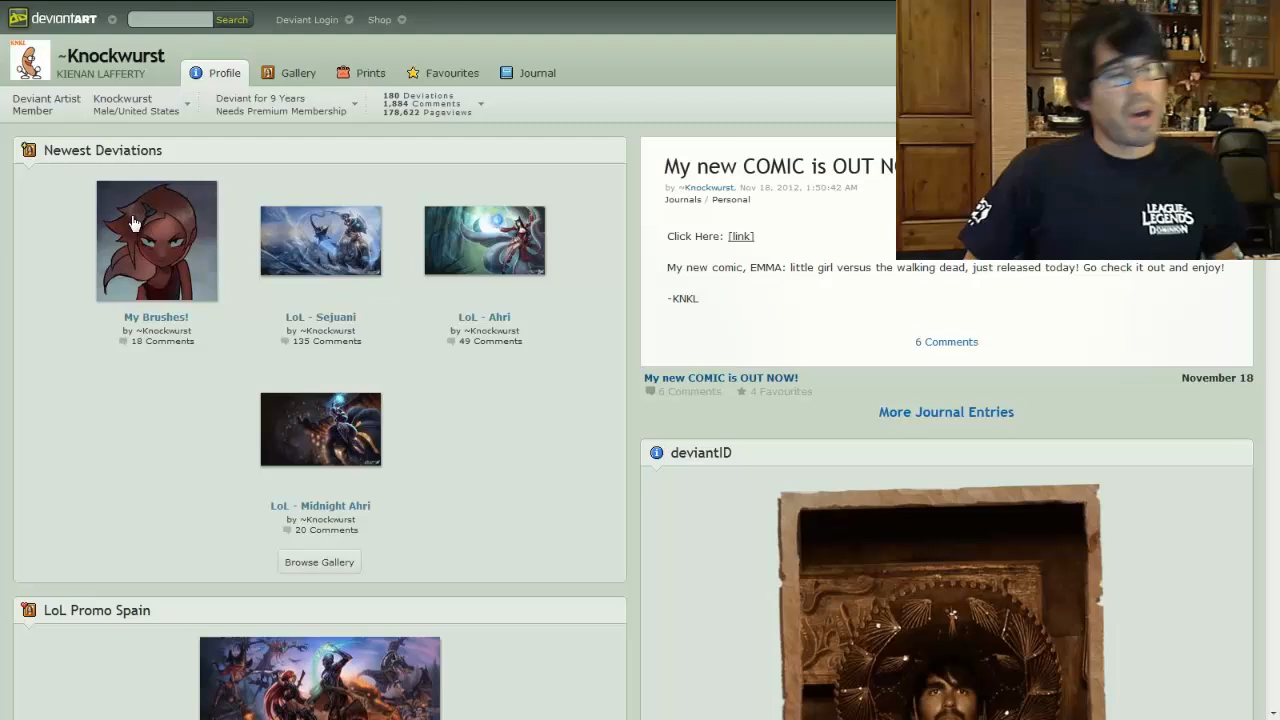 deviantART
Search
Deviant Login
Shop
KNKL
~Knockwurst
KIENAN LAFFERTY
Profile
Gallery
Prints
Favourites
Journal
Deviant Artist
Member
Knockwurst
Male/United States
Deviant for 9 Years
Needs Premium Membership
180 Deviations
1,884 Comments
178,622 Pageviews
Newest Deviations
My Brushes!
by ~Knockwurst
18 Comments
LoL - Sejuani
by ~Knockwurst
135 Comments
LoL - Ahri
by ~Knockwurst
49 Comments
LoL - Midnight Ahri
by ~Knockwurst
20 Comments
Browse Gallery
LoL Promo Spain
My new COMIC is OUT
by ~Knockwurst, Nov 18, 2012, 1:50:42 AM
Journals / Personal
Click Here: [link]
My new comic, EMMA: little girl versus the walking dead, just released today! Go check it out and enjoy!
-KNKL
6 Comments
My new COMIC is OUT NOW!
November 18
6 Comments
4 Favourites
More Journal Entries
deviantID
LEAGUE OF
LEGENDS
DOMINION